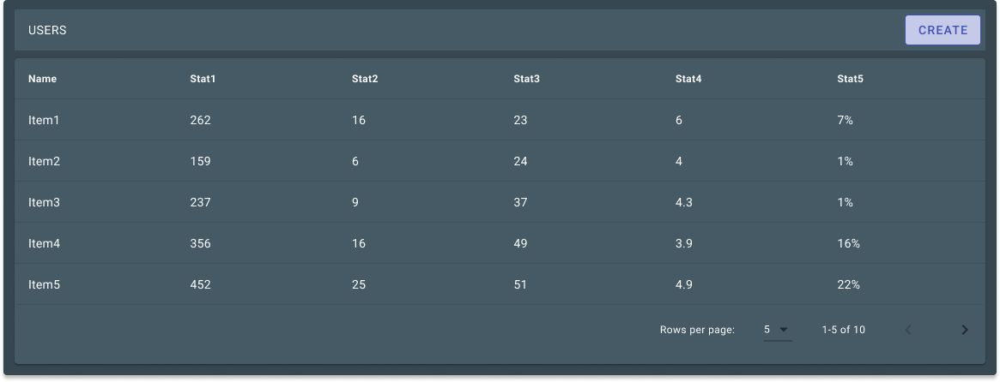 USERS CREATE
Name Stat1 Stat2 Stat3 Stat4 Stat5
Item1 262 16 23 6 7%
Item2 159 6 24 4 1%
Item3 237 9 37 4.3 1%
Item4 356 16 49 3.9 16%
Item5 452 25 51 4.9 22%
Rows per page: 5 1-5 of 10